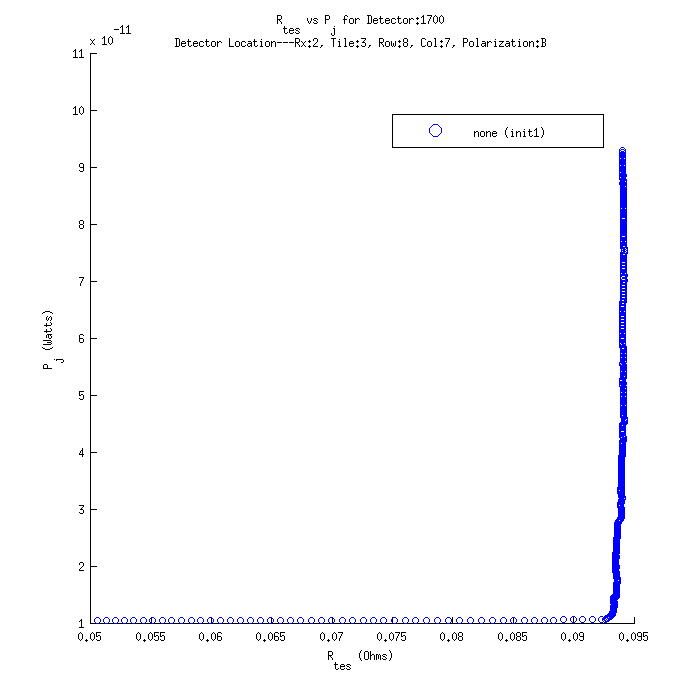 R_tes vs P_j for Detector:1700
Detector Location---Rx:2, Tile:3, Row:8, Col:7, Polarization:B
x 10^-11
11
10
9
8
7
6
5
4
3
2
1
P_j (Watts)
none (init1)
0.05 0.055 0.06 0.065 0.07 0.075 0.08 0.085 0.09 0.095
R_tes (Ohms)